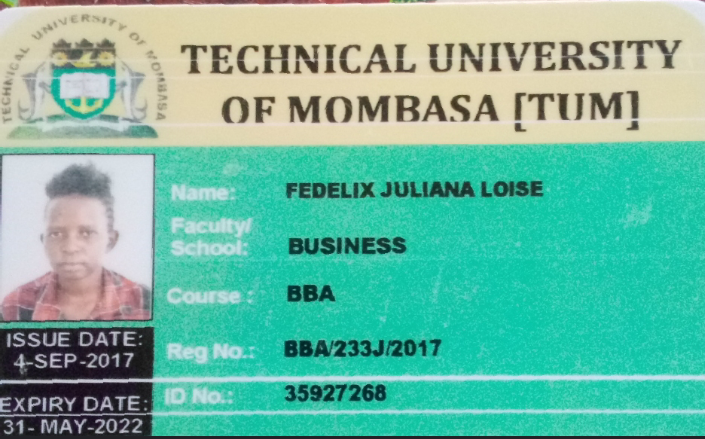 TECHNICAL UNIVERSITY OF MOMBASA
TECHNICAL UNIVERSITY
OF MOMBASA [TUM]
Name: FEDELIX JULIANA LOISE
Faculty/
School: BUSINESS
Course : BBA
ISSUE DATE:
4-SEP-2017
Reg No.: BBA/233J/2017
ID No.: 35927268
EXPIRY DATE:
31- MAY-2022